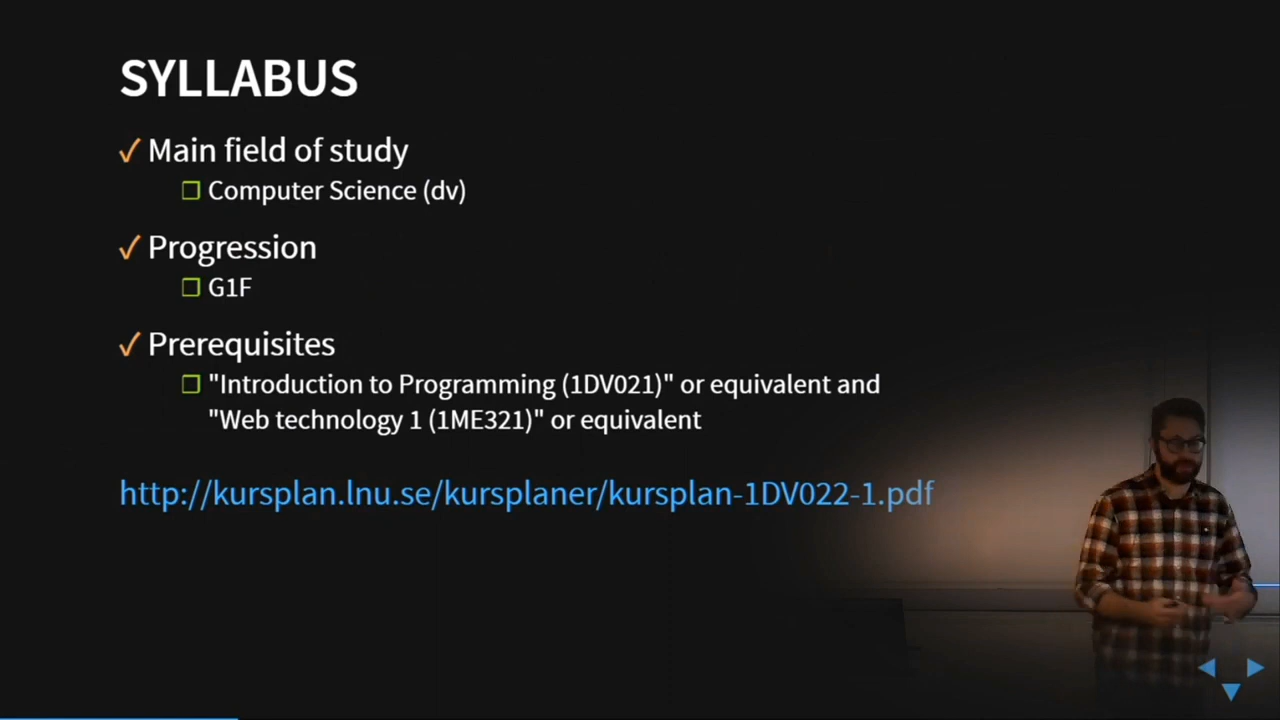 SYLLABUS
✓ Main field of study
❒ Computer Science (dv)
✓ Progression
❒ G1F
✓ Prerequisites
❒ "Introduction to Programming (1DV021)" or equivalent and
"Web technology 1 (1ME321)" or equivalent
http://kursplan.lnu.se/kursplaner/kursplan-1DV022-1.pdf